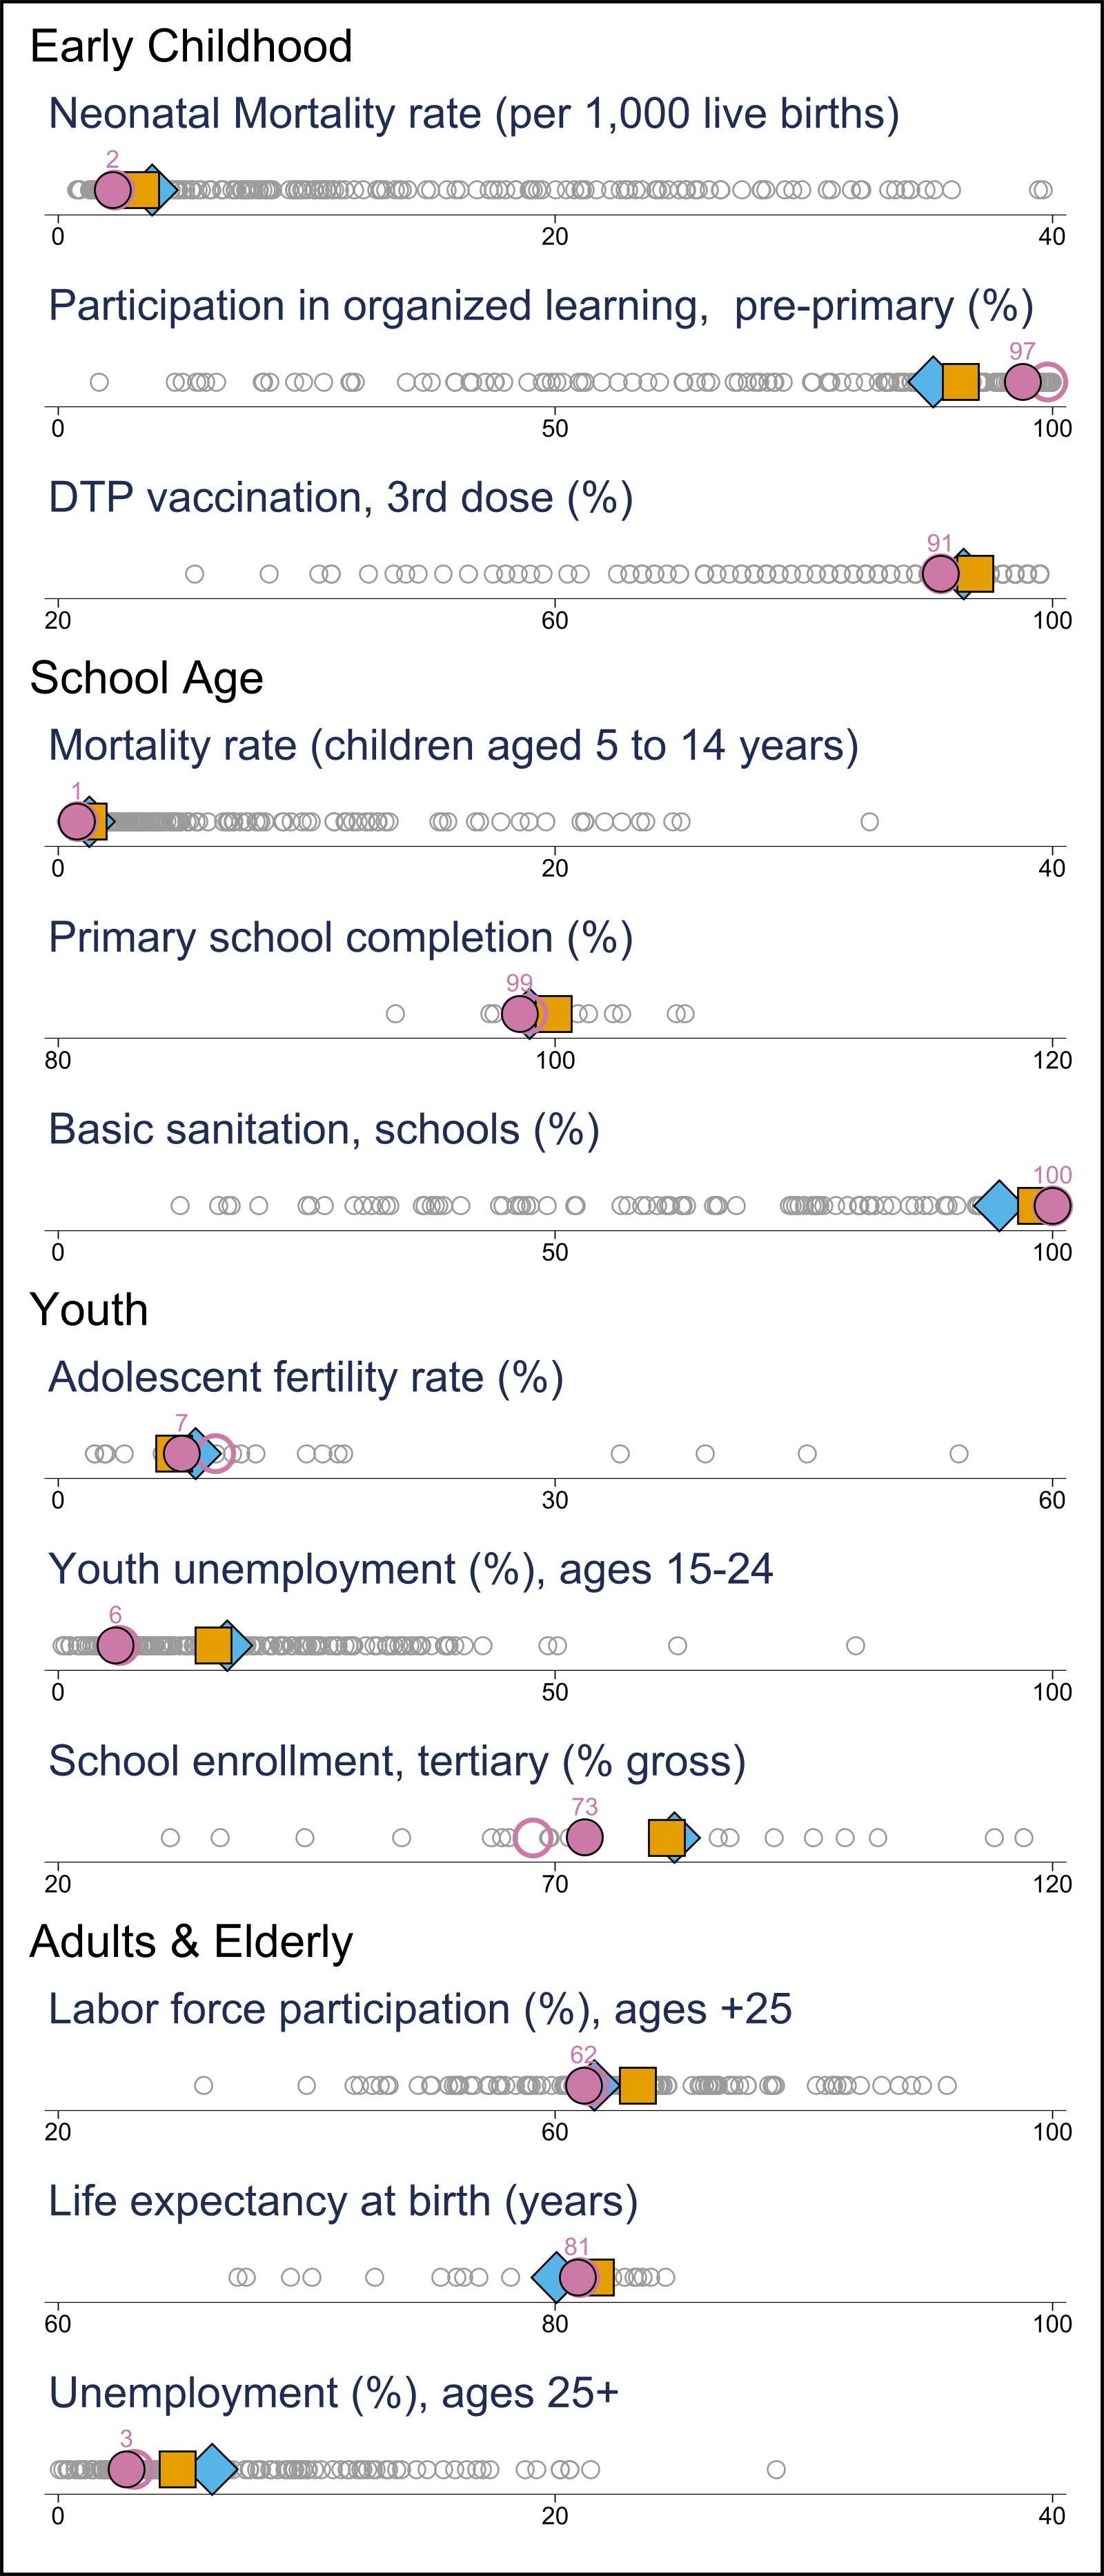 Early Childhood
Neonatal Mortality rate (per 1,000 live births)
2
0 20 40
Participation in organized learning,  pre-primary (%)
97
0 50 100
DTP vaccination, 3rd dose (%)
91
20 60 100
School Age
Mortality rate (children aged 5 to 14 years)
1
0 20 40
Primary school completion (%)
99
80 100 120
Basic sanitation, schools (%)
100
0 50 100
Youth
Adolescent fertility rate (%)
7
0 30 60
Youth unemployment (%), ages 15-24
6
0 50 100
School enrollment, tertiary (% gross)
73
20 70 120
Adults & Elderly
Labor force participation (%), ages +25
62
20 60 100
Life expectancy at birth (years)
81
60 80 100
Unemployment (%), ages 25+
3
0 20 40